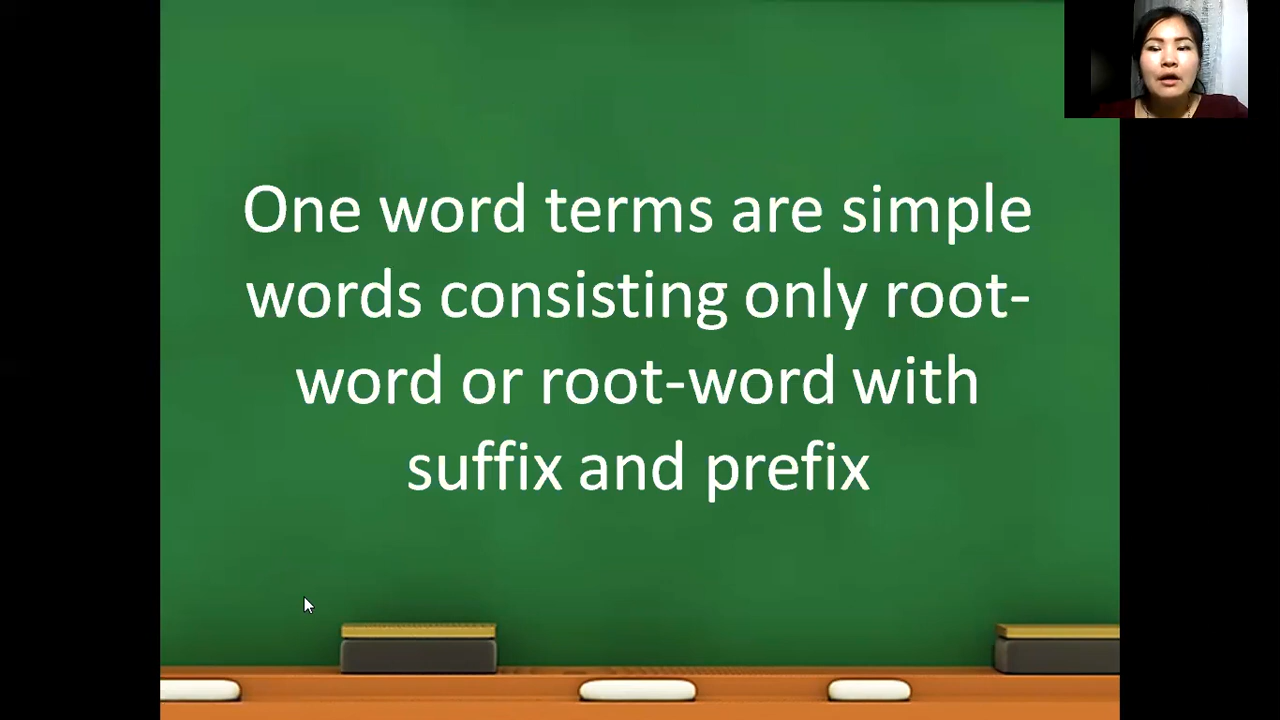 One word terms are simple
words consisting only root-
word or root-word with
suffix and prefix